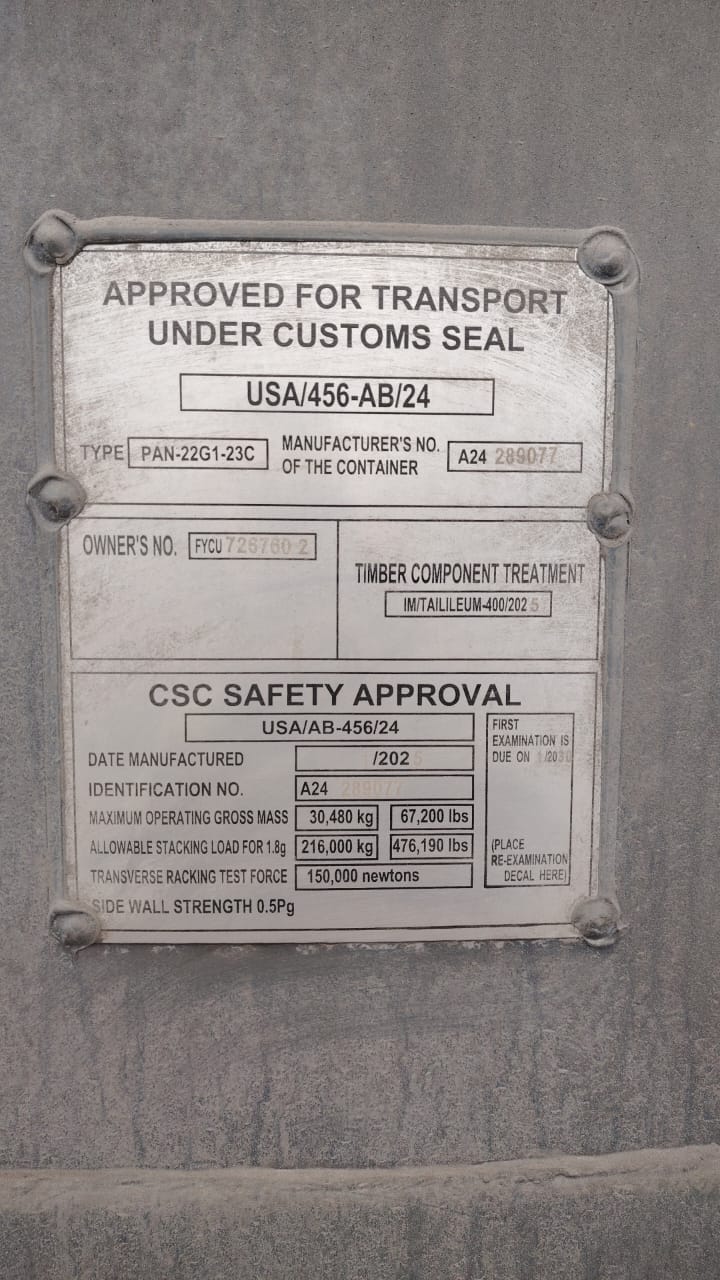 APPROVED FOR TRANSPORT
UNDER CUSTOMS SEAL
USA/456-AB/24
TYPE PAN-22G1-23C
MANUFACTURER'S NO.
OF THE CONTAINER
A24 289077
OWNER'S NO. FYCU 726760 2
TIMBER COMPONENT TREATMENT
IM/TAILILEUM-400/2025
CSC SAFETY APPROVAL
USA/AB-456/24
DATE MANUFACTURED /2025
IDENTIFICATION NO. A24 289077
MAXIMUM OPERATING GROSS MASS 30,480 kg 67,200 lbs
ALLOWABLE STACKING LOAD FOR 1.8g 216,000 kg 476,190 lbs
TRANSVERSE RACKING TEST FORCE 150,000 newtons
SIDE WALL STRENGTH 0.5Pg
FIRST
EXAMINATION IS
DUE ON
(PLACE
RE-EXAMINATION
DECAL HERE)